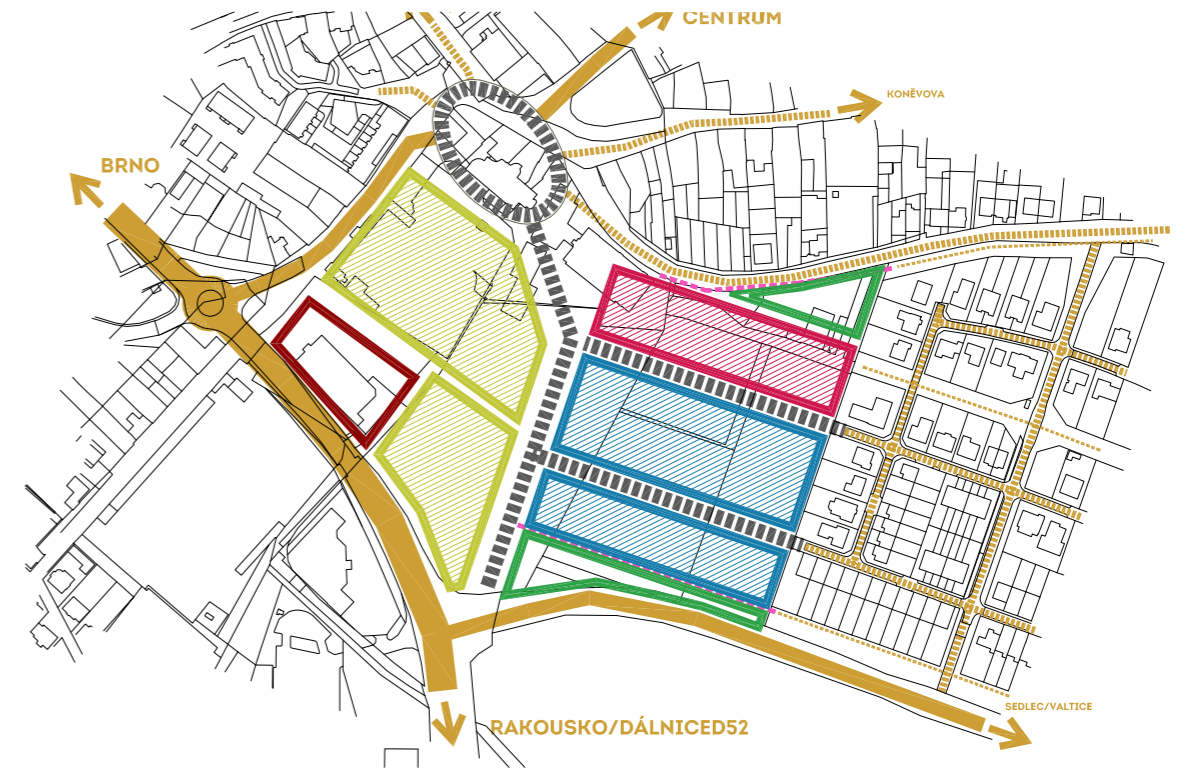 CENTRUM
KONĚVOVA
BRNO
SEDLEC/VALTICE
RAKOUSKO/DÁLNICED52